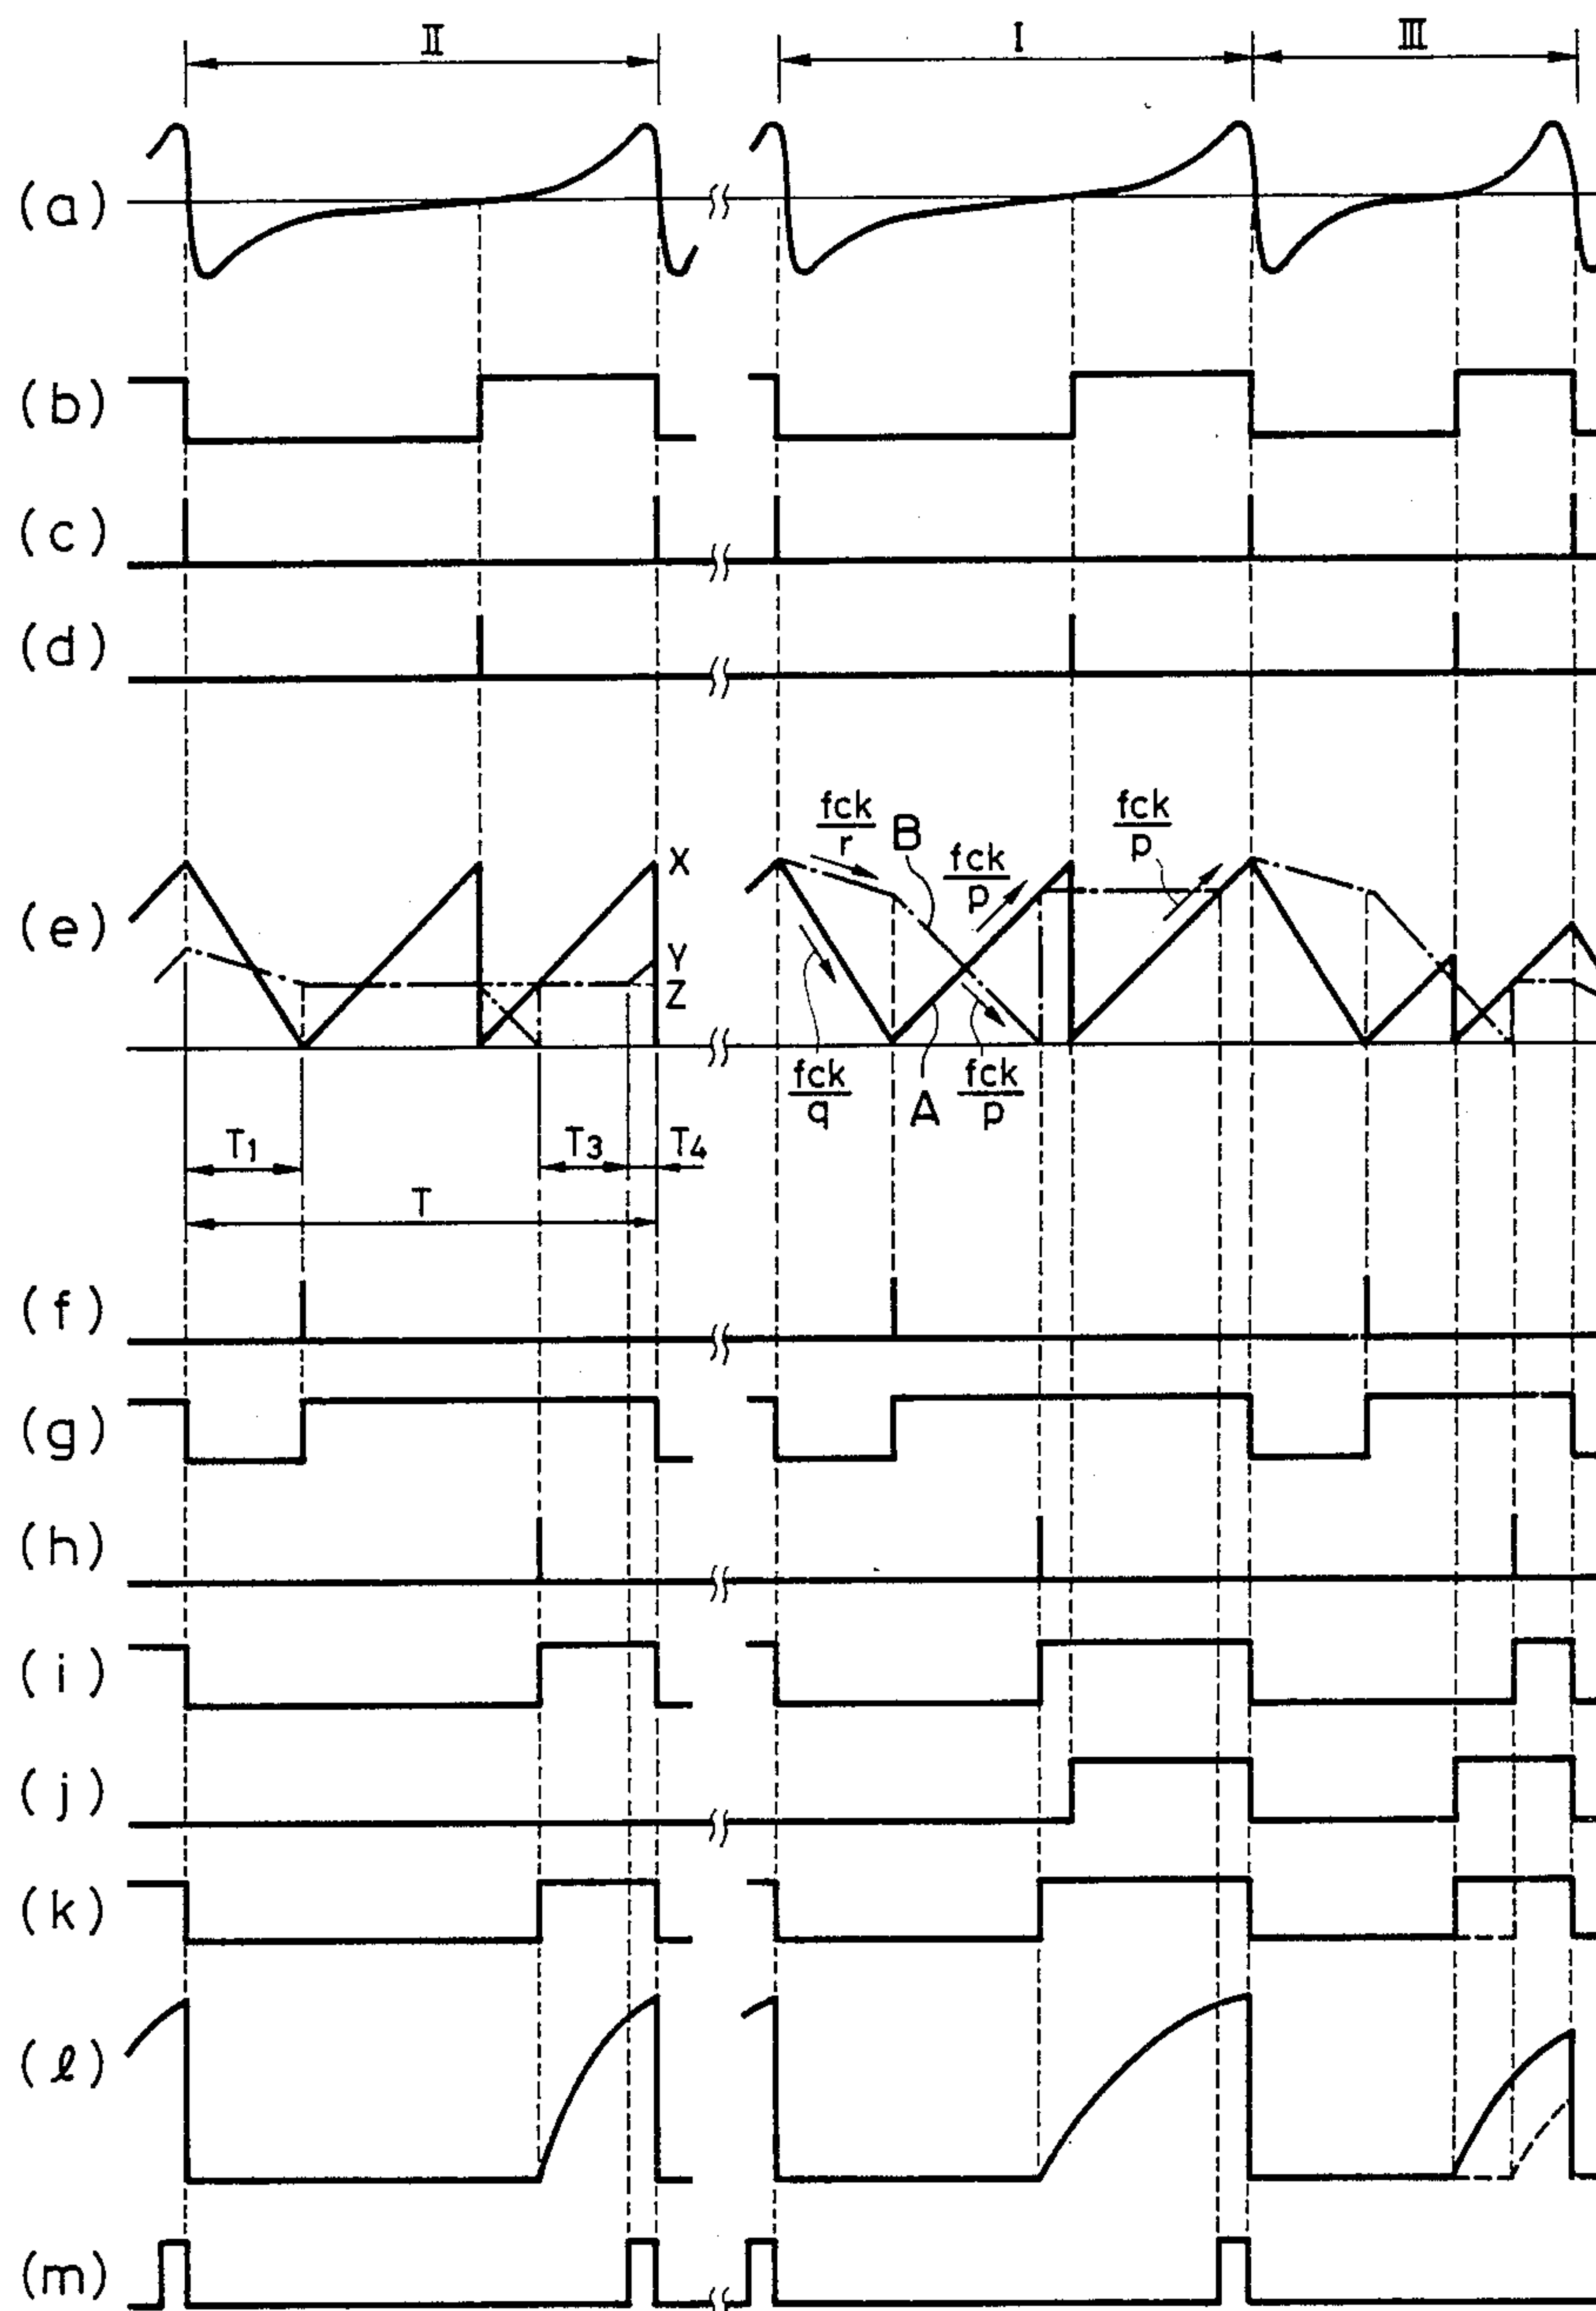 II I III
(a)
(b)
(c)
(d)
fck/r B fck/p fck/p
X
(e)
Y
Z
fck/q A fck/p
T1 T3 T4
T
(f)
(g)
(h)
(i)
(j)
(k)
(ℓ)
(m)